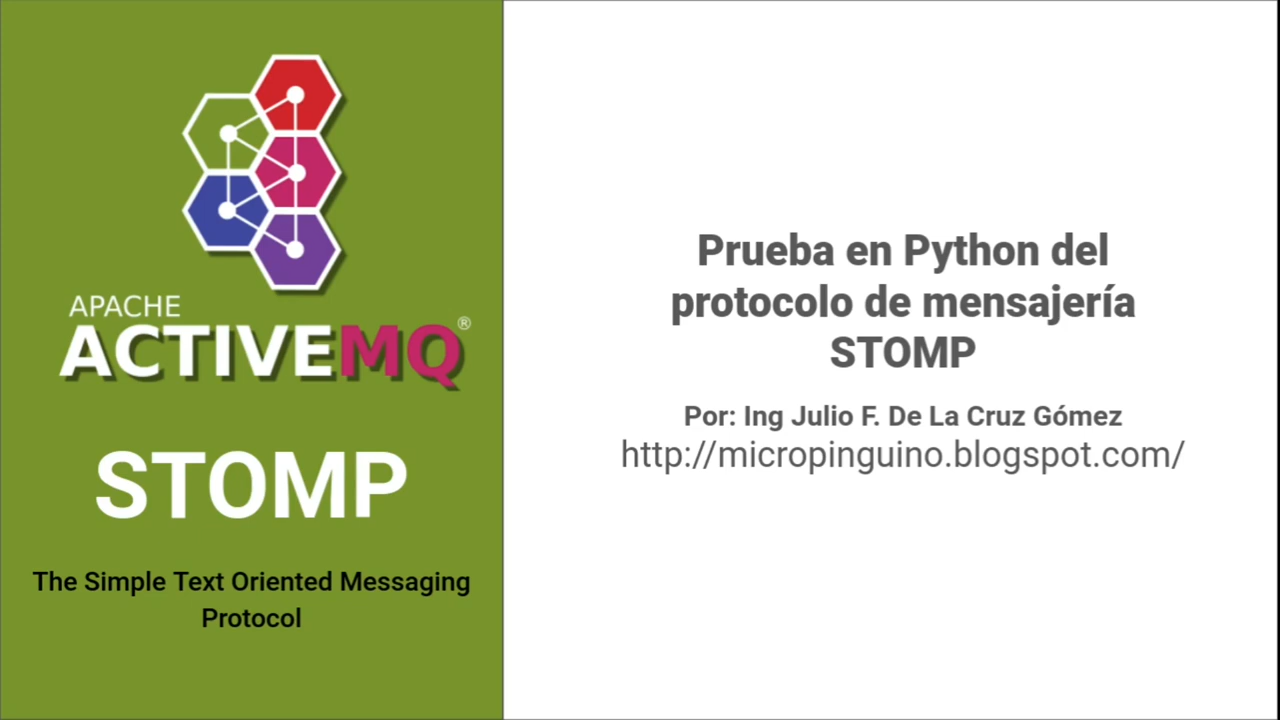 APACHE
ACTIVEMQ®
STOMP
The Simple Text Oriented Messaging
Protocol
Prueba en Python del
protocolo de mensajería
STOMP
Por: Ing Julio F. De La Cruz Gómez
http://micropinguino.blogspot.com/